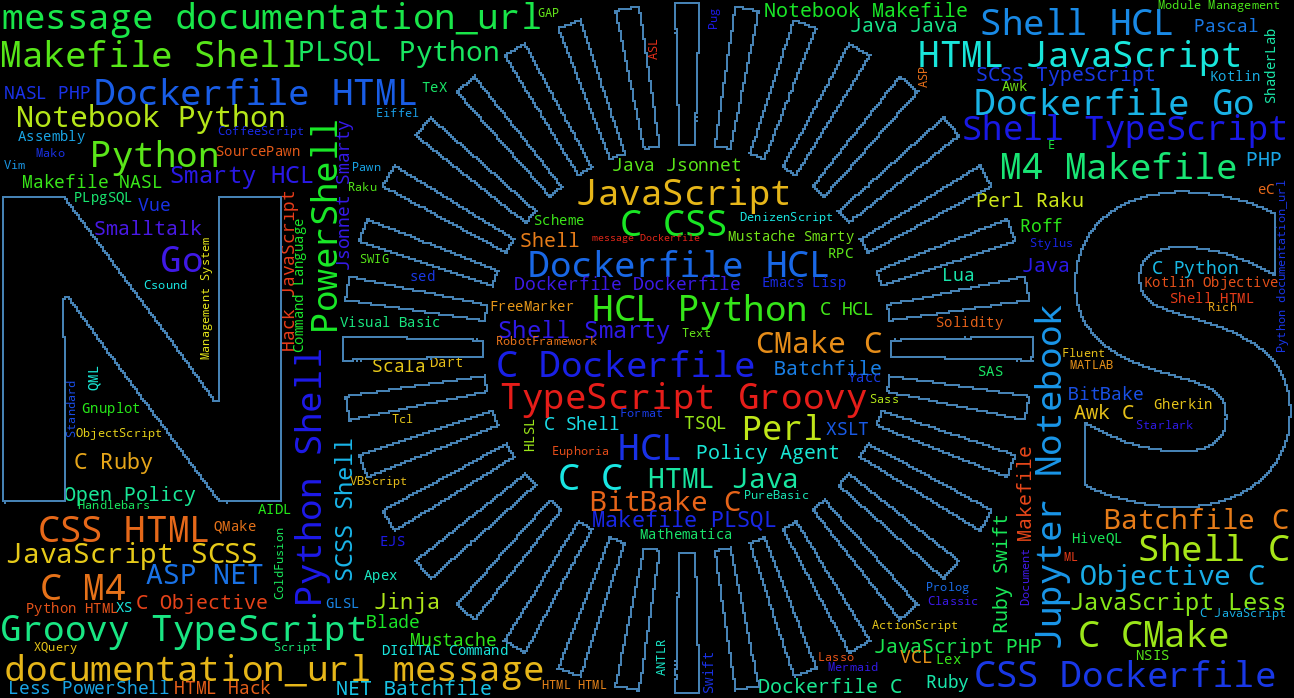 message documentation_url
GAP
Pug
Notebook Makefile
Module Management
Java Java
Shell HCL
Pascal
Makefile Shell
PLSQL Python
ASL
HTML JavaScript
ShaderLab
NASL PHP
Dockerfile HTML
TeX
ASP
SCSS TypeScript
Kotlin
Awk
Notebook Python
Eiffel
Dockerfile Go
Assembly
CoffeeScript
Shell TypeScript
Mako
Python
SourcePawn
E
Vim
Smarty HCL
Pawn
Java Jsonnet
M4 Makefile
PHP
Makefile NASL
Raku
JavaScript
eC
PLpgSQL
Vue
PowerShell
Jsonnet Smarty
Perl Raku
Smalltalk
Hack JavaScript
Command Language
Scheme
C CSS
DenizenScript
Roff
Python documentation_url
Go
Management System
Shell
message Dockerfile
Mustache Smarty
Stylus
SWIG
RPC
Csound
sed
Dockerfile HCL
Java
C Python
Lua
Kotlin Objective
Dockerfile Dockerfile
Emacs Lisp
Shell HTML
FreeMarker
HCL Python
C HCL
Rich
Visual Basic
Shell Smarty
Text
Solidity
RobotFramework
CMake C
Jupyter Notebook
Scala
Dart
C Dockerfile
Batchfile
Yacc
SAS
Fluent
MATLAB
QML
Standard
Python Shell
TypeScript Groovy
Sass
BitBake
Gnuplot
Tcl
Format
Awk C
Gherkin
ObjectScript
HLSL
C Shell
TSQL
Perl
XSLT
Starlark
C Ruby
SCSS Shell
Euphoria
HCL
Policy Agent
Makefile
VBScript
C C
HTML Java
Open Policy
BitBake C
PureBasic
Handlebars
AIDL
Makefile PLSQL
Batchfile C
CSS HTML
QMake
Mathematica
HiveQL
Shell C
JavaScript SCSS
ColdFusion
EJS
Ruby Swift
Document
ML
C M4
ASP NET
Apex
Objective C
Python HTML
XS
C Objective
GLSL
Jinja
Prolog
Classic
JavaScript Less
C JavaScript
Groovy TypeScript
Blade
ActionScript
C CMake
XQuery
Script
Mustache
DIGITAL Command
ANTLR
Swift
JavaScript PHP
Lasso
VCL
Lex
NSIS
documentation_url message
Mermaid
Less PowerShell
HTML Hack
NET Batchfile
HTML HTML
Dockerfile C
Ruby
CSS Dockerfile